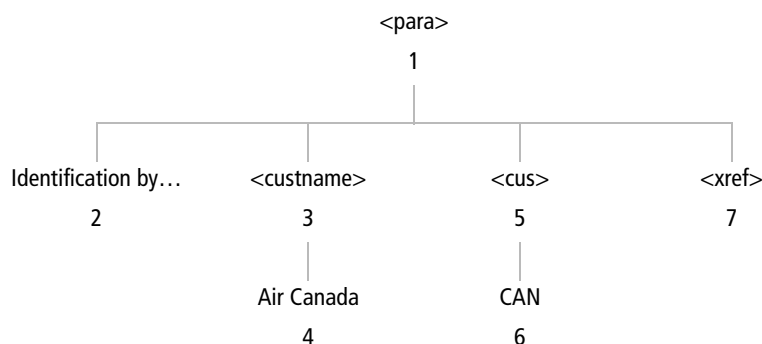 <para>
1
Identification by… <custname> <cus> <xref>
2 3 5 7
Air Canada CAN
4 6